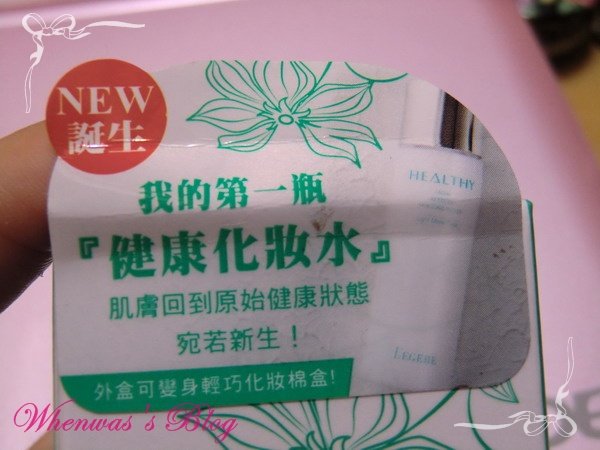 NEW
誕生
我的第一瓶
『健康化妝水』
肌膚回到原始健康狀態
宛若新生！
外盒可變身輕巧化妝棉盒!
HEALTHY
LEGERE
Whenwas's Blog